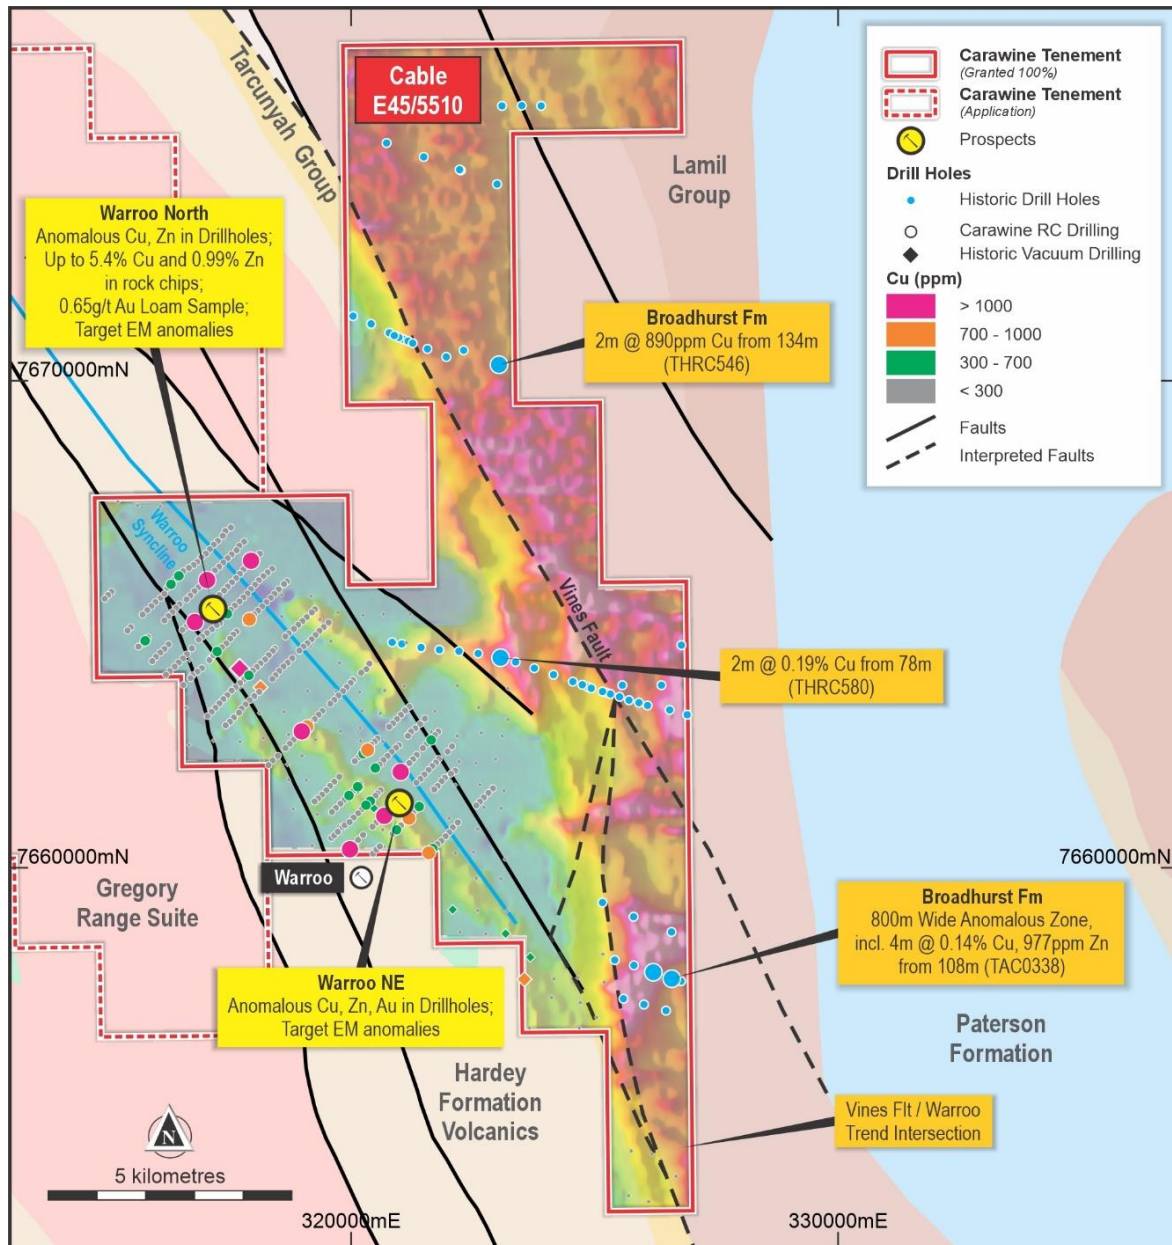 Cable
E45/5510
Tarcunyah Group
Lamil
Group
Carawine Tenement
(Granted 100%)
Carawine Tenement
(Application)
Prospects
Drill Holes
Historic Drill Holes
Carawine RC Drilling
Historic Vacuum Drilling
Cu (ppm)
> 1000
700 - 1000
300 - 700
< 300
Faults
Interpreted Faults
Warroo North
Anomalous Cu, Zn in Drillholes;
Up to 5.4% Cu and 0.99% Zn
in rock chips;
0.65g/t Au Loam Sample;
Target EM anomalies
Broadhurst Fm
2m @ 890ppm Cu from 134m
(THRC546)
7670000mN
Warroo
Syncline
Vines Fault
2m @ 0.19% Cu from 78m
(THRC580)
7660000mN
7660000mN
Warroo
Gregory
Range Suite
Broadhurst Fm
800m Wide Anomalous Zone,
incl. 4m @ 0.14% Cu, 977ppm Zn
from 108m (TAC0338)
Warroo NE
Anomalous Cu, Zn, Au in Drillholes;
Target EM anomalies
Paterson
Formation
Hardey
Formation
Volcanics
Vines Flt / Warroo
Trend Intersection
N
5 kilometres
320000mE
330000mE